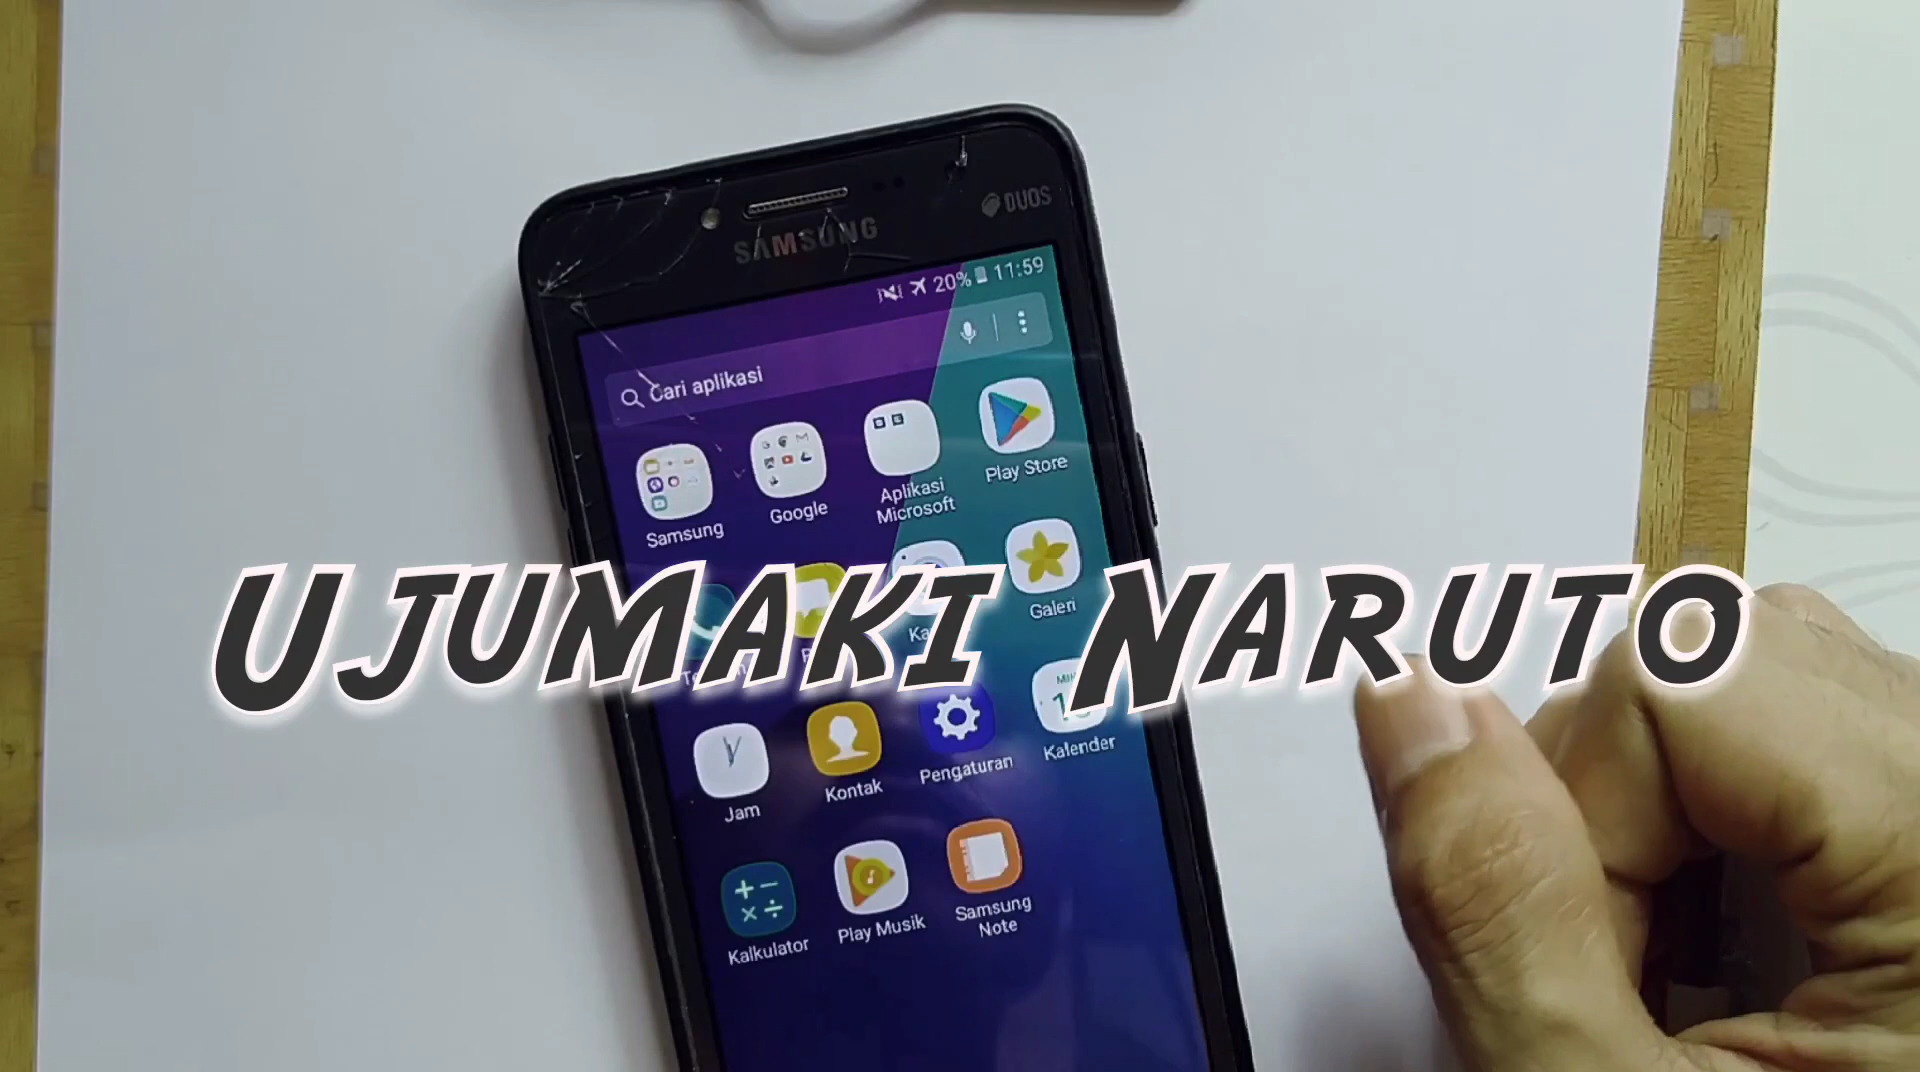 DUOS
SAMSUNG
20% 11:59
Cari aplikasi
Samsung
Google
Aplikasi
Microsoft
Play Store
Galeri
Ujumaki Naruto
Jam
Kontak
Pengaturan
Kalender
Kalkulator
Play Musik
Samsung
Note